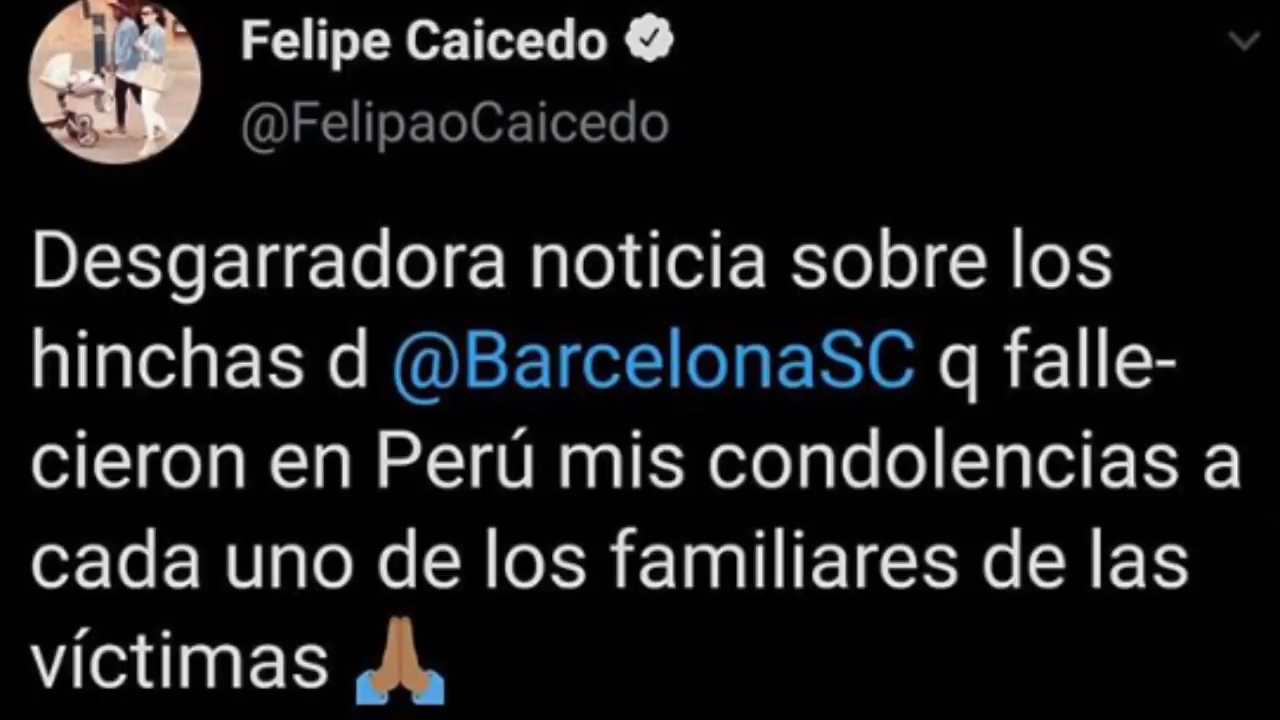 Felipe Caicedo
@FelipaoCaicedo
Desgarradora noticia sobre los
hinchas d @BarcelonaSC q falle-
cieron en Perú mis condolencias a
cada uno de los familiares de las
víctimas 🙏🏽